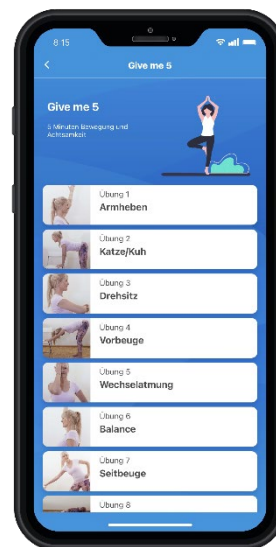 8:15
Give me 5
Give me 5
5 Minuten Bewegung und
Achtsamkeit
Übung 1
Armheben
Übung 2
Katze/Kuh
Übung 3
Drehsitz
Übung 4
Vorbeuge
Übung 5
Wechselatmung
Übung 6
Balance
Übung 7
Seitbeuge
Übung 8